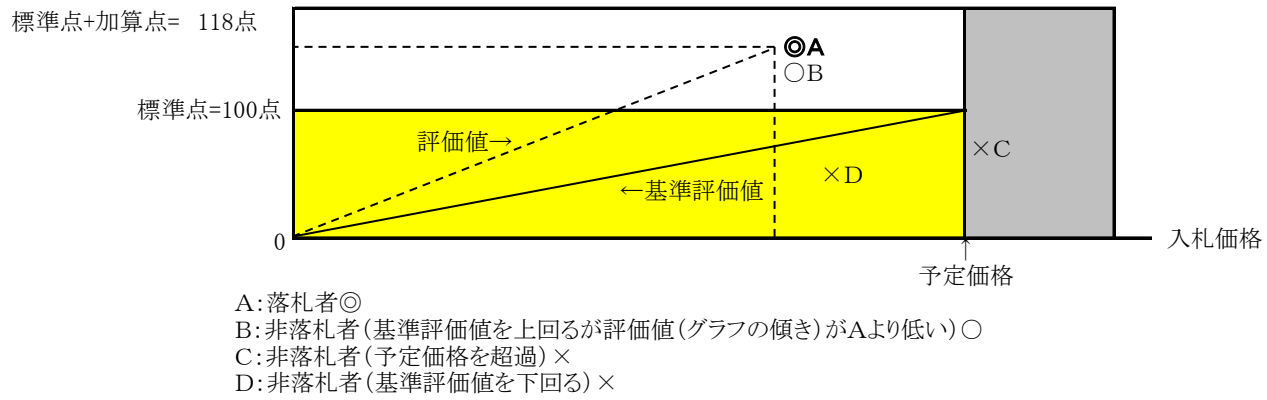 標準点+加算点= 118点
◎A
○B
標準点=100点
評価値→
×C
×D
←基準評価値
0
入札価格
↑
予定価格
A:落札者◎
B:非落札者(基準評価値を上回るが評価値(グラフの傾き)がAより低い)○
C:非落札者(予定価格を超過)×
D:非落札者(基準評価値を下回る)×